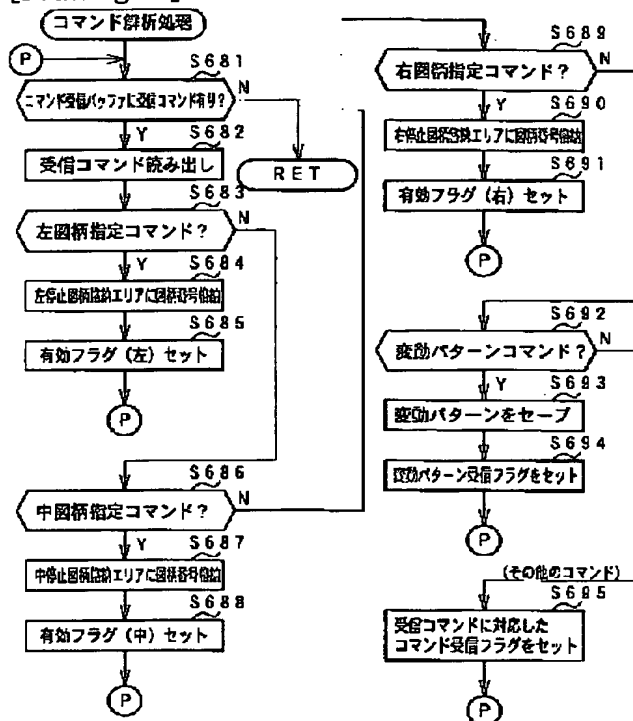 コマンド解析処理
P
S681
コマンド受信バッファに受信コマンド有り?
N
Y
S682
受信コマンド読み出し
RET
S683
左図柄指定コマンド?
N
Y
S684
左停止図柄格納エリアに図柄番号格納
S685
有効フラグ(左)セット
P
S686
中図柄指定コマンド?
N
Y
S687
中停止図柄格納エリアに図柄番号格納
S688
有効フラグ(中)セット
P
S689
右図柄指定コマンド?
N
Y
S690
右停止図柄格納エリアに図柄番号格納
S691
有効フラグ(右)セット
P
S692
変動パターンコマンド?
N
Y
S693
変動パターンをセーブ
S694
変動パターン受信フラグをセット
P
(その他のコマンド)
S695
受信コマンドに対応した
コマンド受信フラグをセット
P